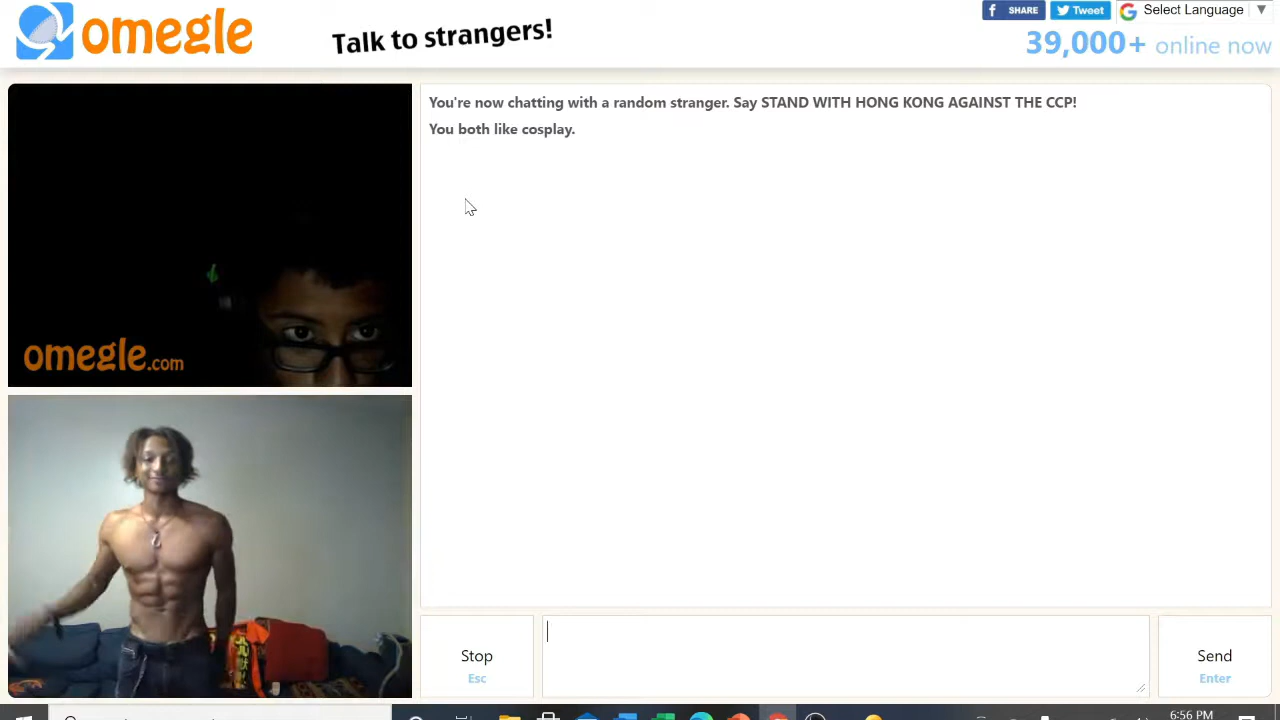 omegle
Talk to strangers!
SHARE
Tweet
Select Language ▼
39,000+ online now
You're now chatting with a random stranger. Say STAND WITH HONG KONG AGAINST THE CCP!
You both like cosplay.
omegle.com
Stop
Esc
Send
Enter
6:56 PM